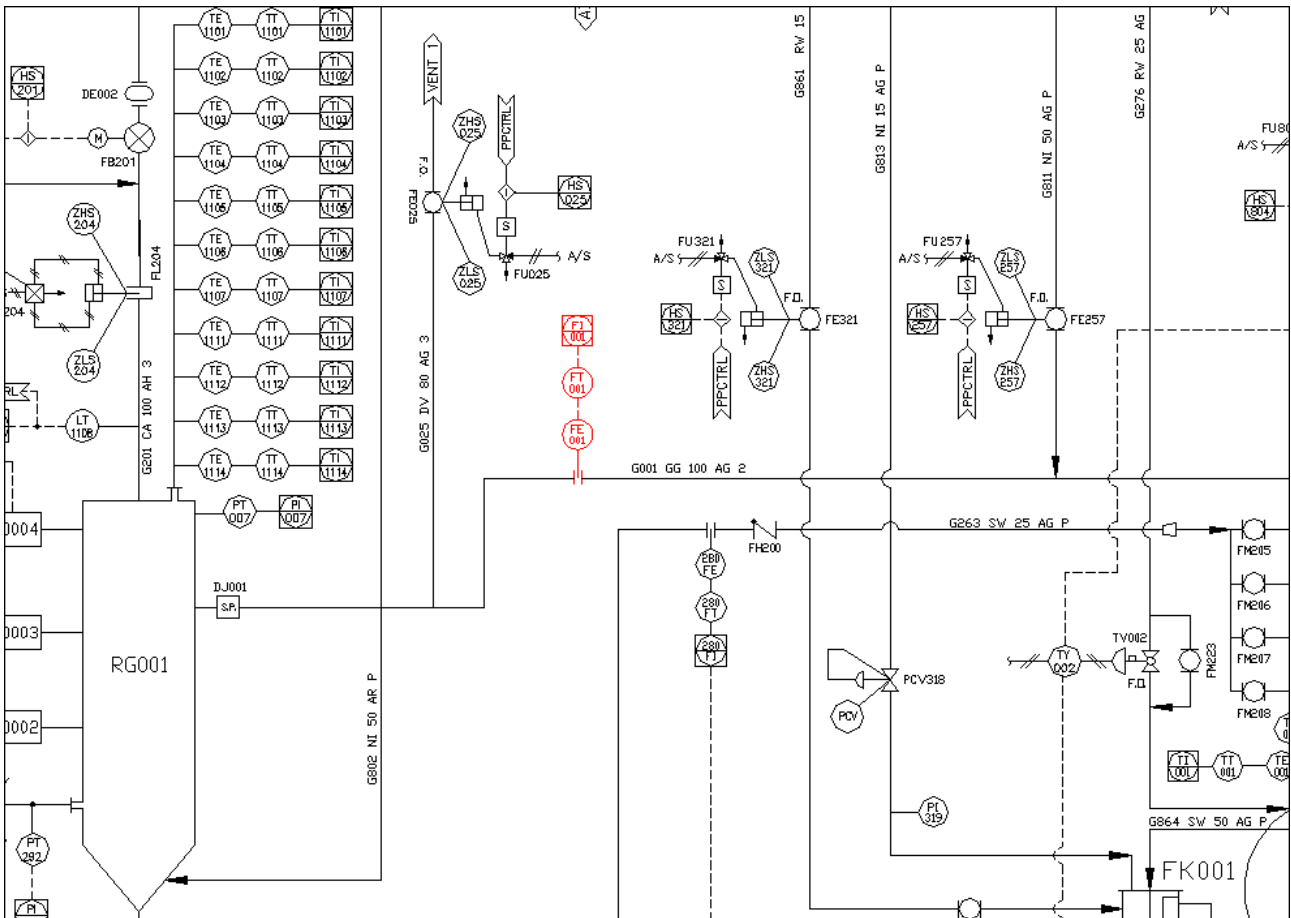 TE 1101 TT 1101 TI 1101
TE 1102 TT 1102 TI 1102
TE 1103 TT 1103 TI 1103
TE 1104 TT 1104 TI 1104
TE 1105 TT 1105 TI 1105
TE 1106 TT 1106 TI 1106
TE 1107 TT 1107 TI 1107
TE 1111 TT 1111 TI 1111
TE 1112 TT 1112 TI 1112
TE 1113 TT 1113 TI 1113
TE 1114 TT 1114 TI 1114
HS 201
DE002
M
FB201
ZHS 204
FL204
204
ZLS 204
G201 CA 100 AH 3
LT 1108
PT 007
PI 007
0004
0003
0002
RG001
DJ001
S.P.
PT 292
PI
G802 NI 50 AR P
VENT 1
F.O.
FE025
G025 DV 80 AG 3
ZHS 025
ZLS 025
PPCTRL
I
HS 025
S
A/S
FU025
FT 001
FE 001
G001 GG 100 AG 2
G861 RW 15
G813 NI 15 AG P
G811 NI 50 AG P
G276 RW 25 AG
FU321
A/S
S
HS 321
PPCTRL
ZLS 321
F.O.
FE321
ZHS 321
FU257
A/S
S
HS 257
PPCTRL
ZLS 257
F.O.
FE257
ZHS 257
FU80
A/S
HS 804
G263 SW 25 AG P
FH200
280 FE
280 FT
280
FM205
FM206
FM207
FM208
TV002
TY 002
F.O.
FM223
PCV318
PCV
PI 319
TI 001
TT 001
TE 001
G864 SW 50 AG P
FK001